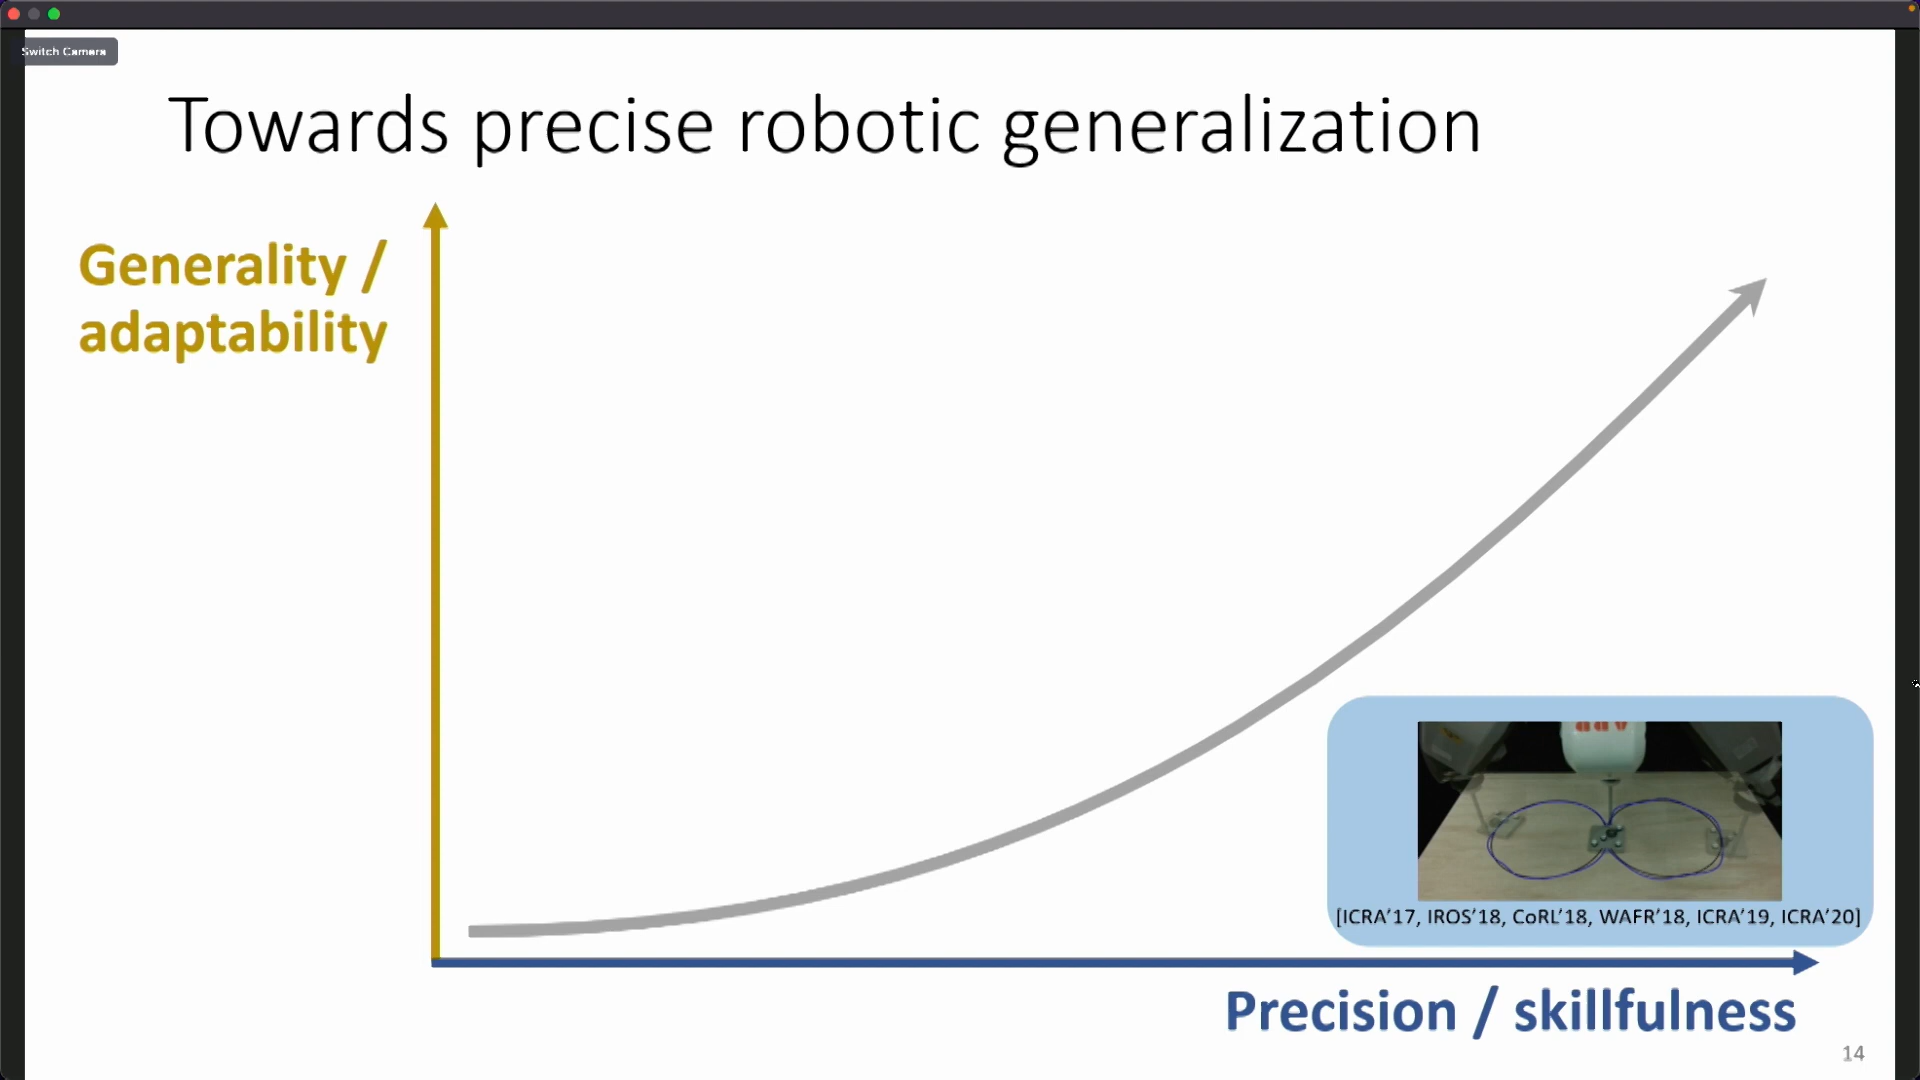 Switch Camera
Towards precise robotic generalization
Generality /
adaptability
[ICRA'17, IROS'18, CoRL'18, WAFR'18, ICRA'19, ICRA'20]
Precision / skillfulness
14